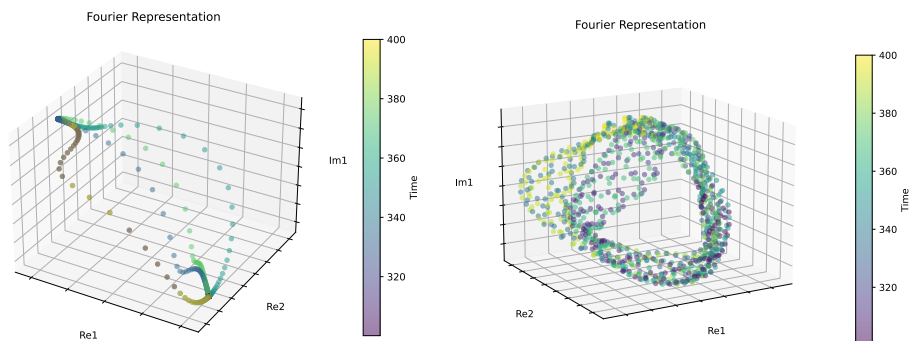 Fourier Representation
400
380
360
340
320
Time
Im1
Re2
Re1
Fourier Representation
400
380
360
340
320
Time
Im1
Re2
Re1